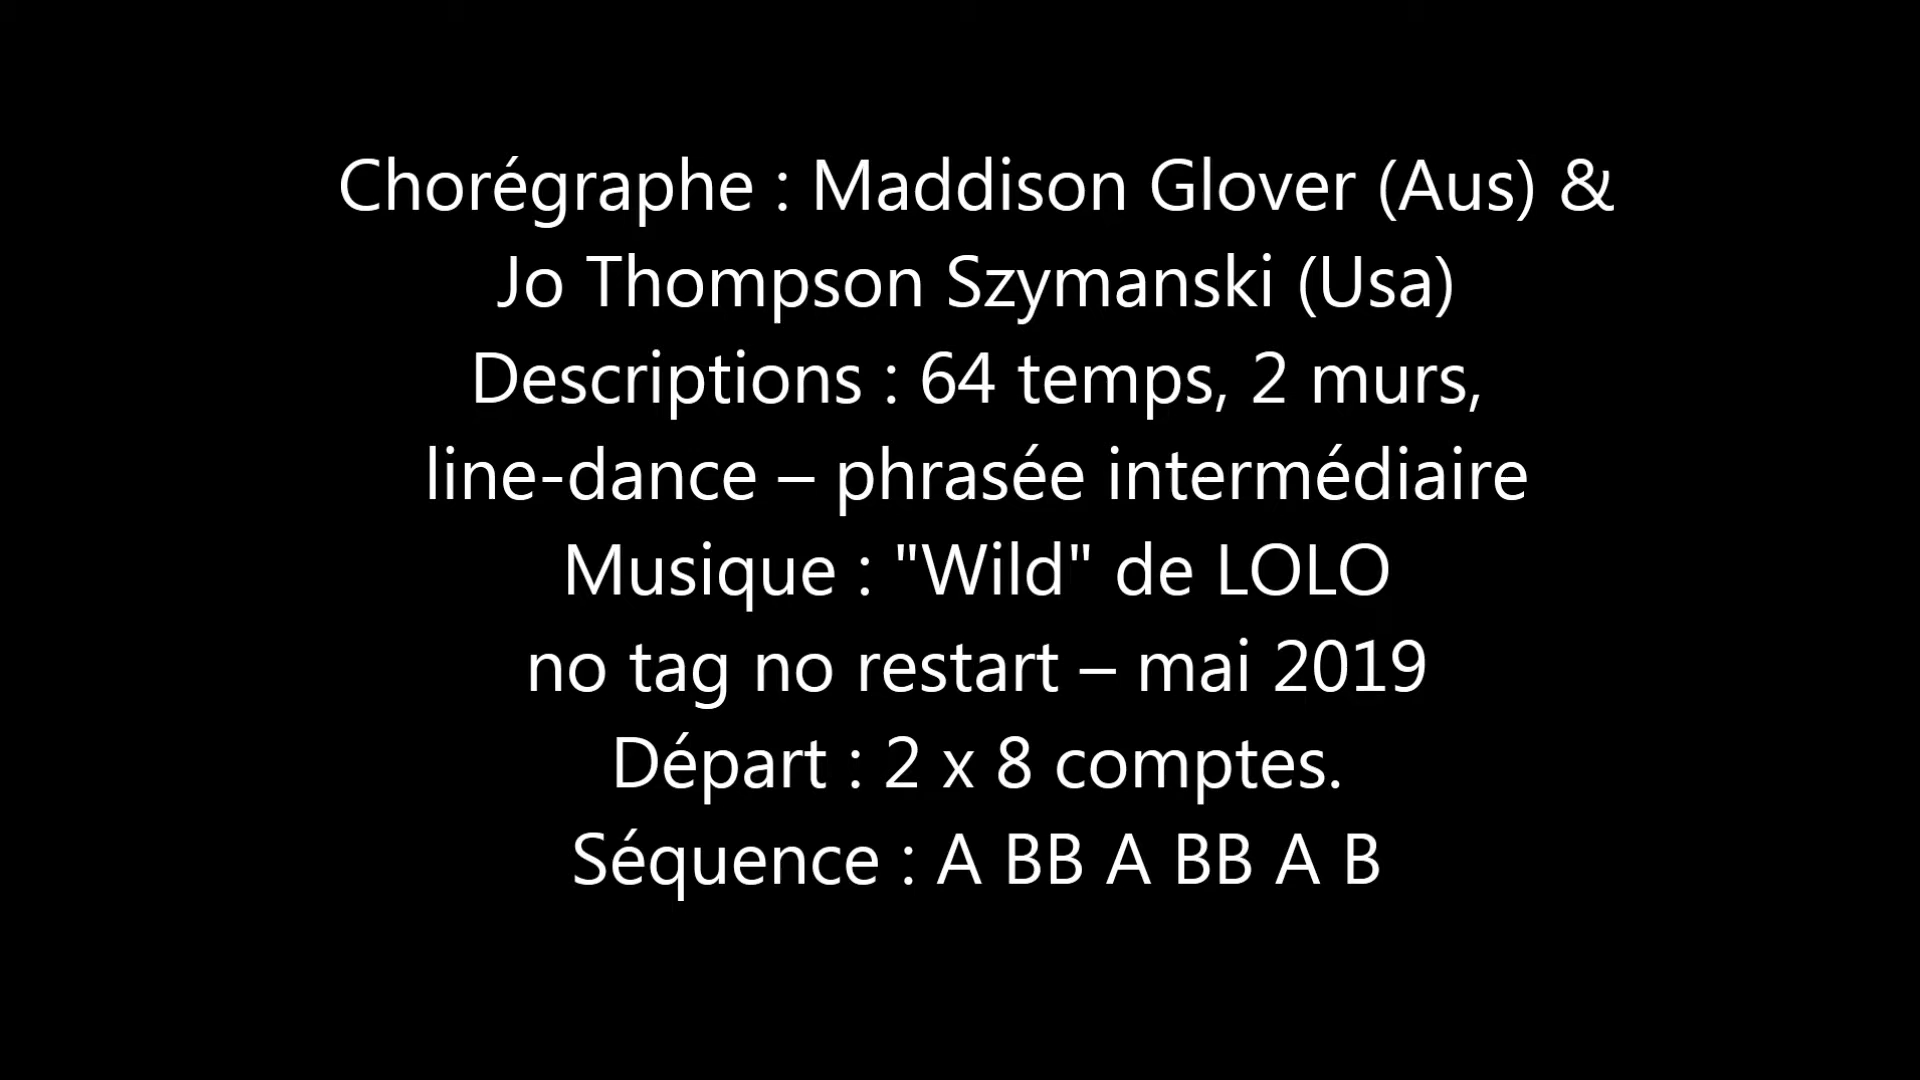 Chorégraphe : Maddison Glover (Aus) &
Jo Thompson Szymanski (Usa)
Descriptions : 64 temps, 2 murs,
line-dance – phrasée intermédiaire
Musique : "Wild" de LOLO
no tag no restart – mai 2019
Départ : 2 x 8 comptes.
Séquence : A BB A BB A B